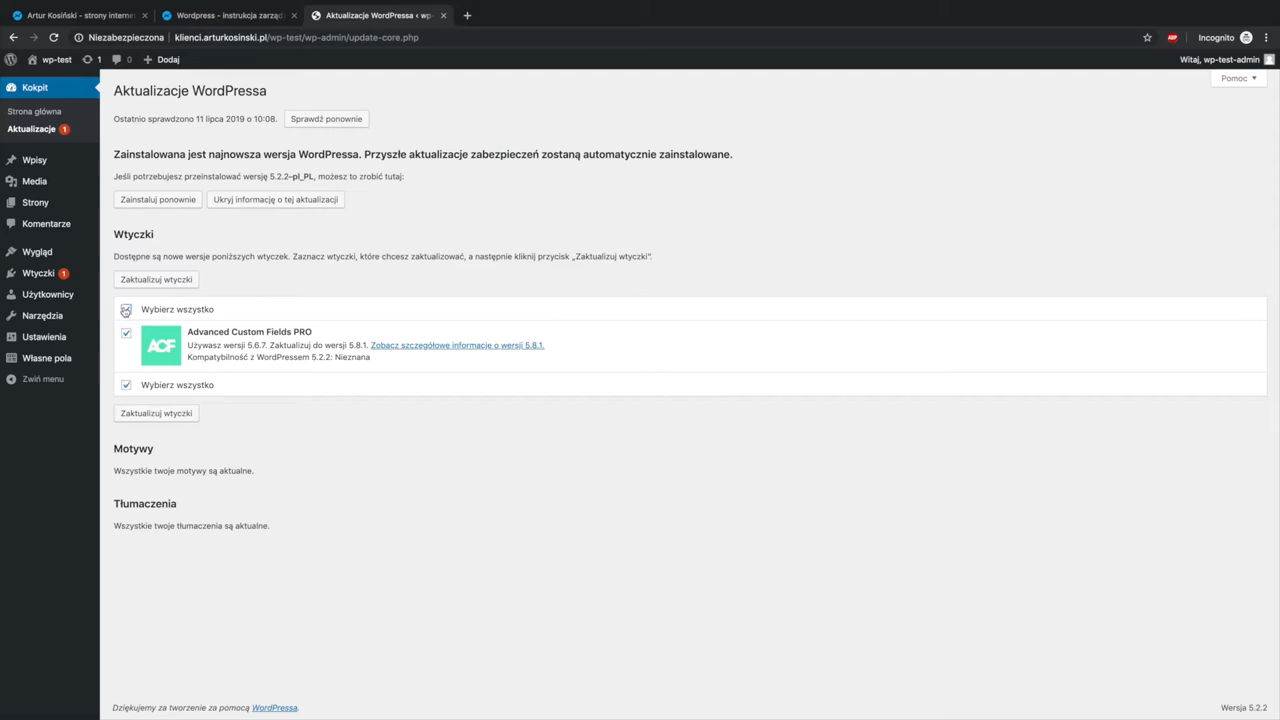 Artur Kosiński - strony internet
Wordpress - instrukcja zarząd
Aktualizacje WordPressa ‹ wp-
Niezabezpieczona
klienci.arturkosinski.pl/wp-test/wp-admin/update-core.php
ABP
Incognito
wp-test
1
0
Dodaj
Witaj, wp-test-admin
Kokpit
Strona główna
Aktualizacje 1
Wpisy
Media
Strony
Komentarze
Wygląd
Wtyczki 1
Użytkownicy
Narzędzia
Ustawienia
Własne pola
Zwiń menu
Pomoc
Aktualizacje WordPressa
Ostatnio sprawdzono 11 lipca 2019 o 10:08. Sprawdź ponownie
Zainstalowana jest najnowsza wersja WordPressa. Przyszłe aktualizacje zabezpieczeń zostaną automatycznie zainstalowane.
Jeśli potrzebujesz przeinstalować wersję 5.2.2–pl_PL, możesz to zrobić tutaj:
Zainstaluj ponownie Ukryj informację o tej aktualizacji
Wtyczki
Dostępne są nowe wersje poniższych wtyczek. Zaznacz wtyczki, które chcesz zaktualizować, a następnie kliknij przycisk „Zaktualizuj wtyczki”.
Zaktualizuj wtyczki
Wybierz wszystko
ACF
Advanced Custom Fields PRO
Używasz wersji 5.6.7. Zaktualizuj do wersji 5.8.1. Zobacz szczegółowe informacje o wersji 5.8.1.
Kompatybilność z WordPressem 5.2.2: Nieznana
Wybierz wszystko
Zaktualizuj wtyczki
Motywy
Wszystkie twoje motywy są aktualne.
Tłumaczenia
Wszystkie twoje tłumaczenia są aktualne.
Dziękujemy za tworzenie za pomocą WordPressa.
Wersja 5.2.2